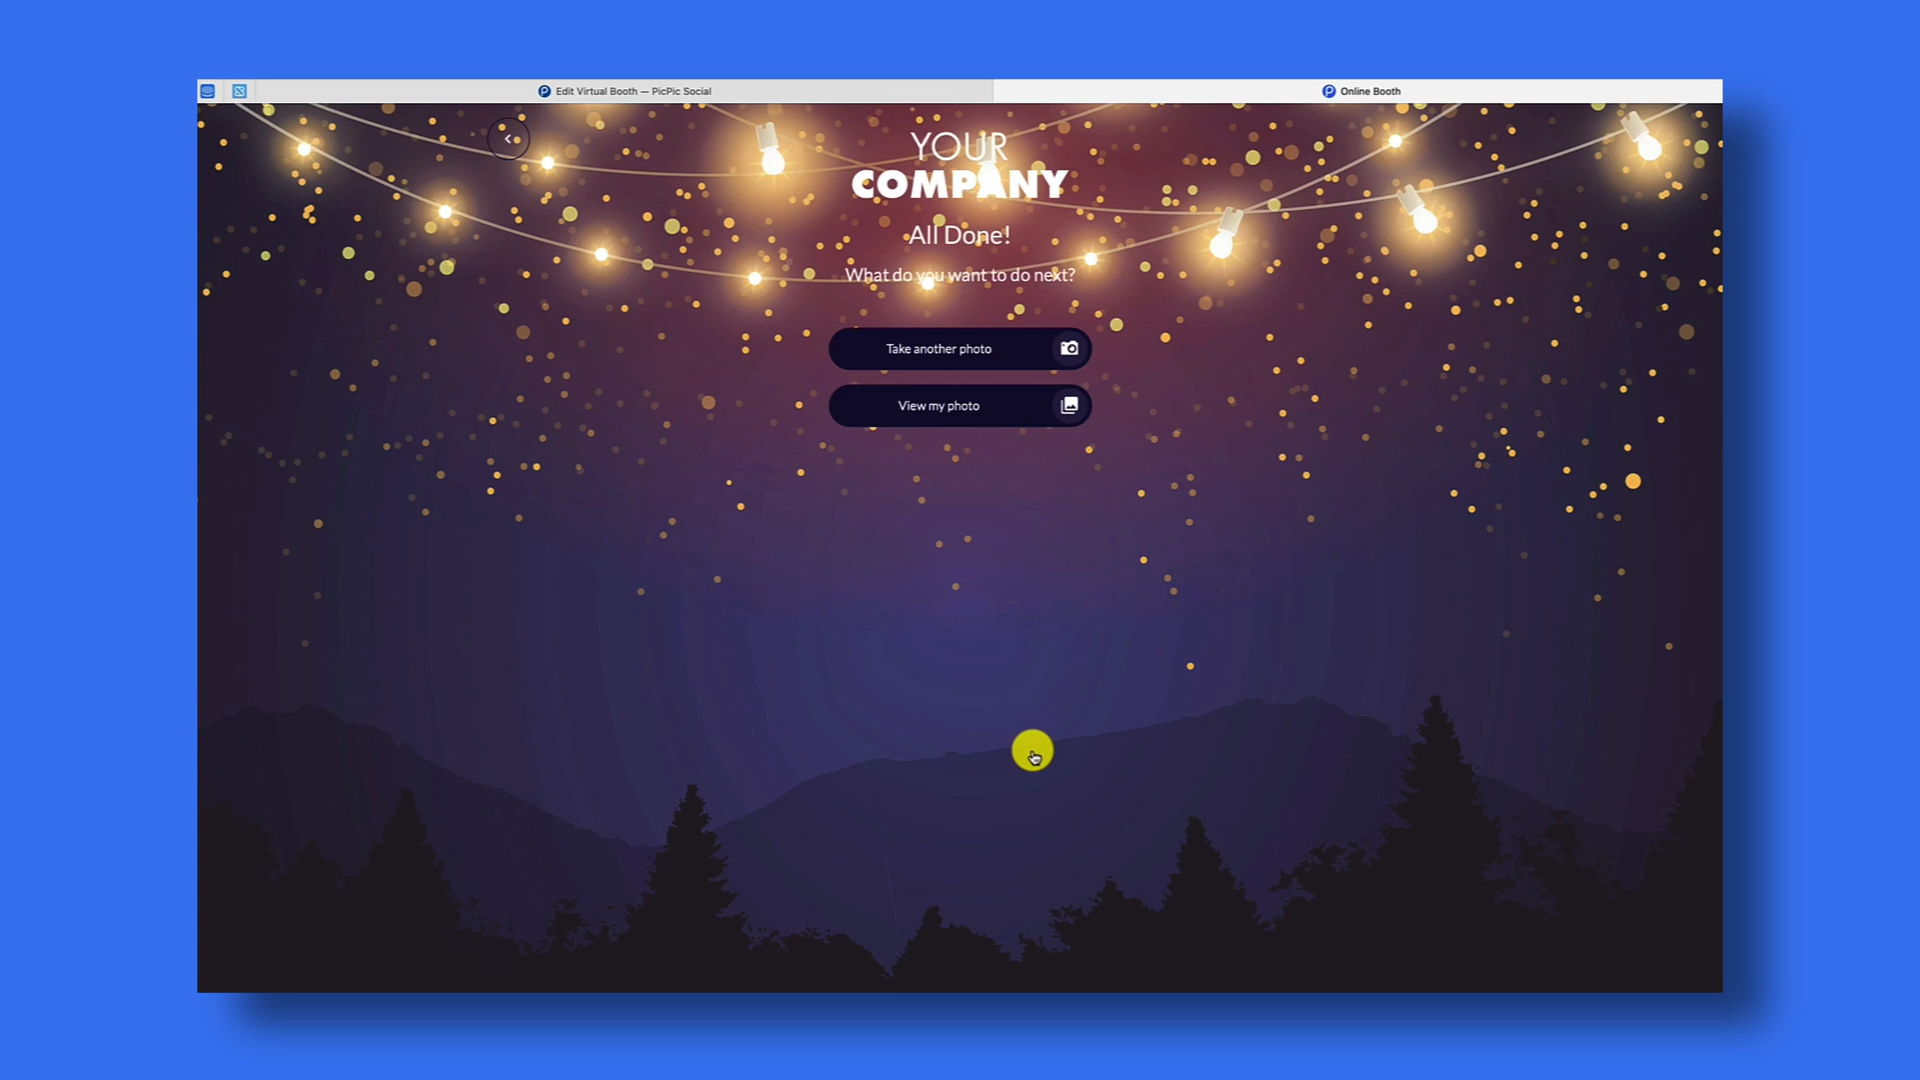 Edit Virtual Booth — PicPic Social
Online Booth
YOUR
COMPANY
All Done!
What do you want to do next?
Take another photo
View my photo